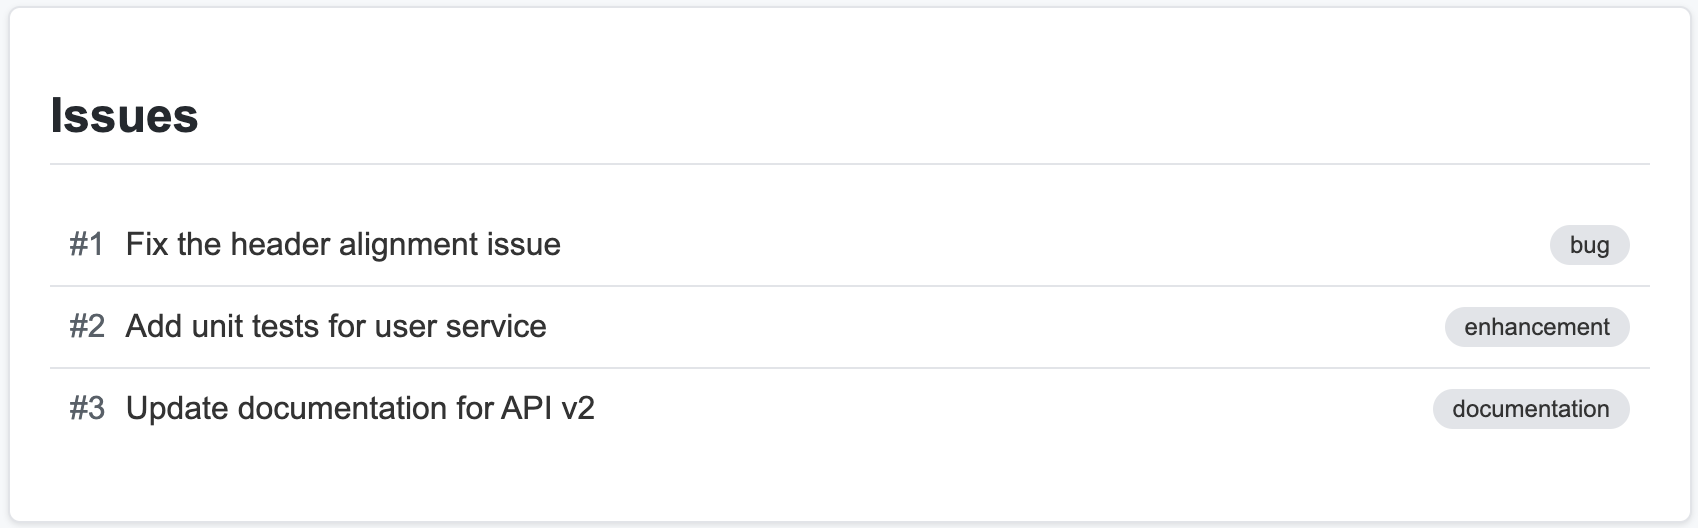 Issues
#1 Fix the header alignment issue bug
#2 Add unit tests for user service enhancement
#3 Update documentation for API v2 documentation